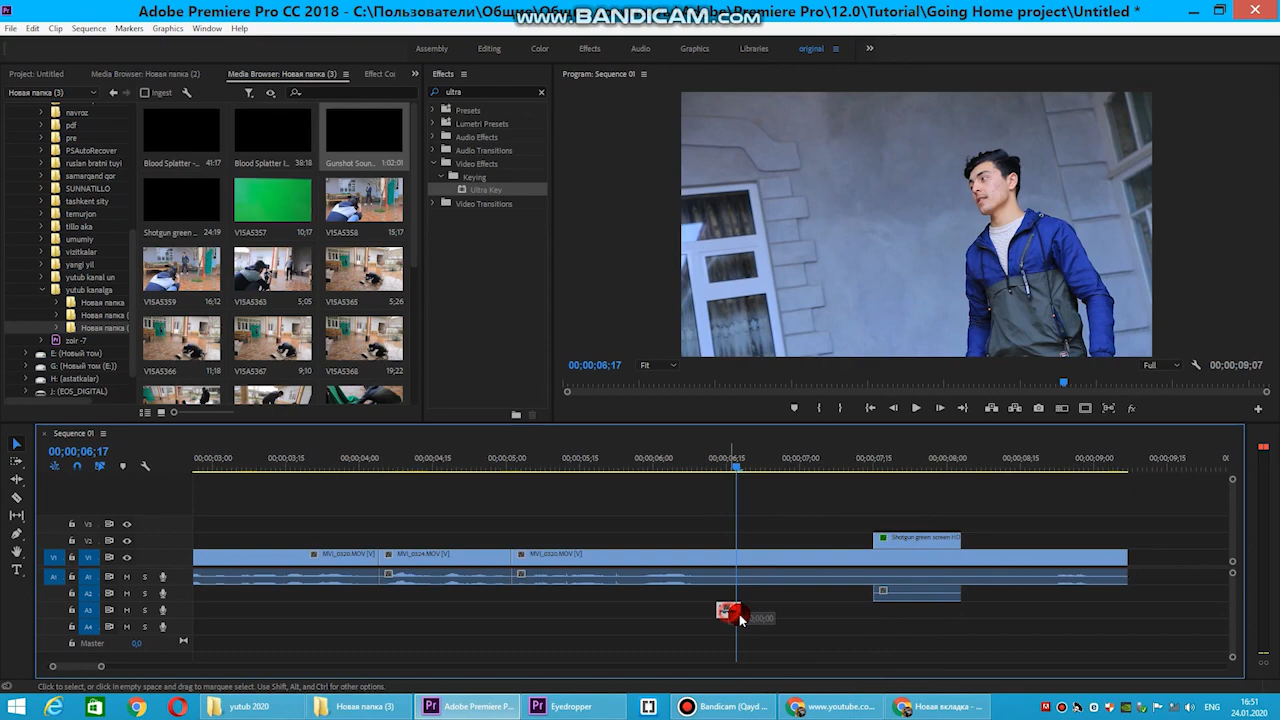 Adobe Premiere Pro CC 2018 - C:\Пользователи\Общие\Общ
Adobe\Premiere Pro\12.0\Tutorial\Going Home project\Untitled *
www.BANDICAM.com
File Edit Clip Sequence Markers Graphics Window Help
Assembly Editing Color Effects Audio Graphics Libraries original
Project: Untitled Media Browser: Новая папка (2) Media Browser: Новая папка (3) Effect Co
Effects
Program: Sequence 01
Новая папка (3) Ingest
ultra
navroz
pdf
pre
PSAutoRecover
ruslan bratni tuyi
samarqand qor
SUNNATILLO
tashkent sity
temurjon
tillo aka
umumiy
vizitkalar
yangi yil
yutub kanal un
yutub kanalga
Новая папка
Новая папка (
Новая папка (
zoir -7
E: (Новый том)
G: (Новый том (E:))
H: (astatkalar)
J: (EOS_DIGITAL)
Blood Splatter -... 41:17
Blood Splatter I... 38:18
Gunshot Soun... 1:02:01
Shotgun green ... 24:19
V1SA5357 10;17
V1SA5358 15;17
V1SA5359 16;12
V1SA5363 5;05
V1SA5365 5;26
V1SA5366 11;18
V1SA5367 9;10
V1SA5368 19;22
Presets
Lumetri Presets
Audio Effects
Audio Transitions
Video Effects
Keying
Ultra Key
Video Transitions
00;00;06;17 Fit Full 00;00;09;07
Sequence 01
00;00;06;17
00;00;03;00 00;00;03;15 00;00;04;00 00;00;04;15 00;00;05;00 00;00;05;15 00;00;06;00 00;00;06;15 00;00;07;00 00;00;07;15 00;00;08;00 00;00;08;15 00;00;09;00 00;00;09;15 00
V3
V2 Shotgun green screen HD
V1 V1 MVI_0320.MOV [V] MVI_0324.MOV [V] MVI_0320.MOV [V]
A1 A1 M S
A2 M S
A3 M S
A4 M S
Master 0,0
Click to select, or click in empty space and drag to marquee select. Use Shift, Alt, and Ctrl for other options.
yutub 2020 Новая папка (3) Adobe Premiere P... Eyedropper Bandicam (Qayd ... www.youtube.co... Новая вкладка - ... ENG
16:51
24.01.2020